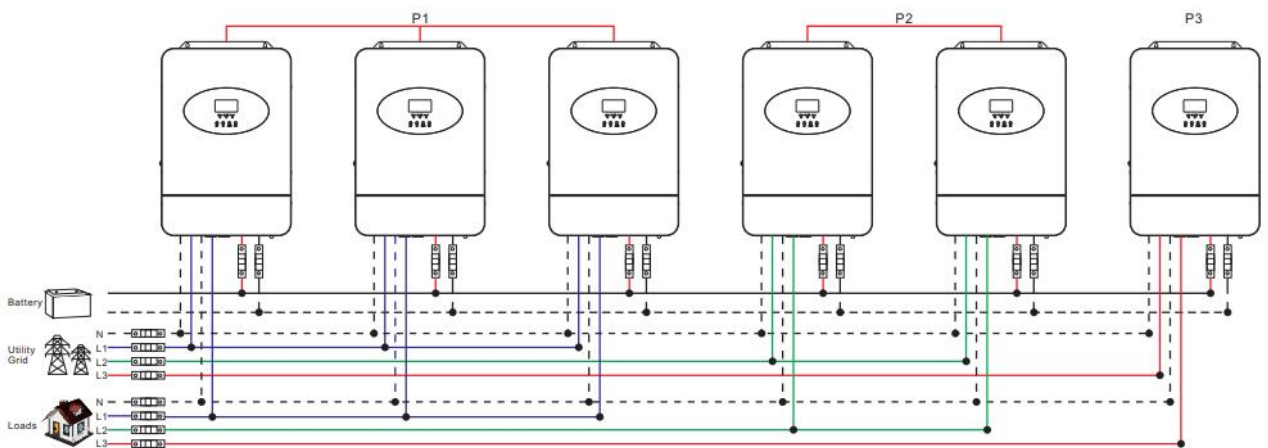 P1
P2
P3
Battery
N
Utility
Grid
L1
L2
L3
N
Loads
L1
L2
L3